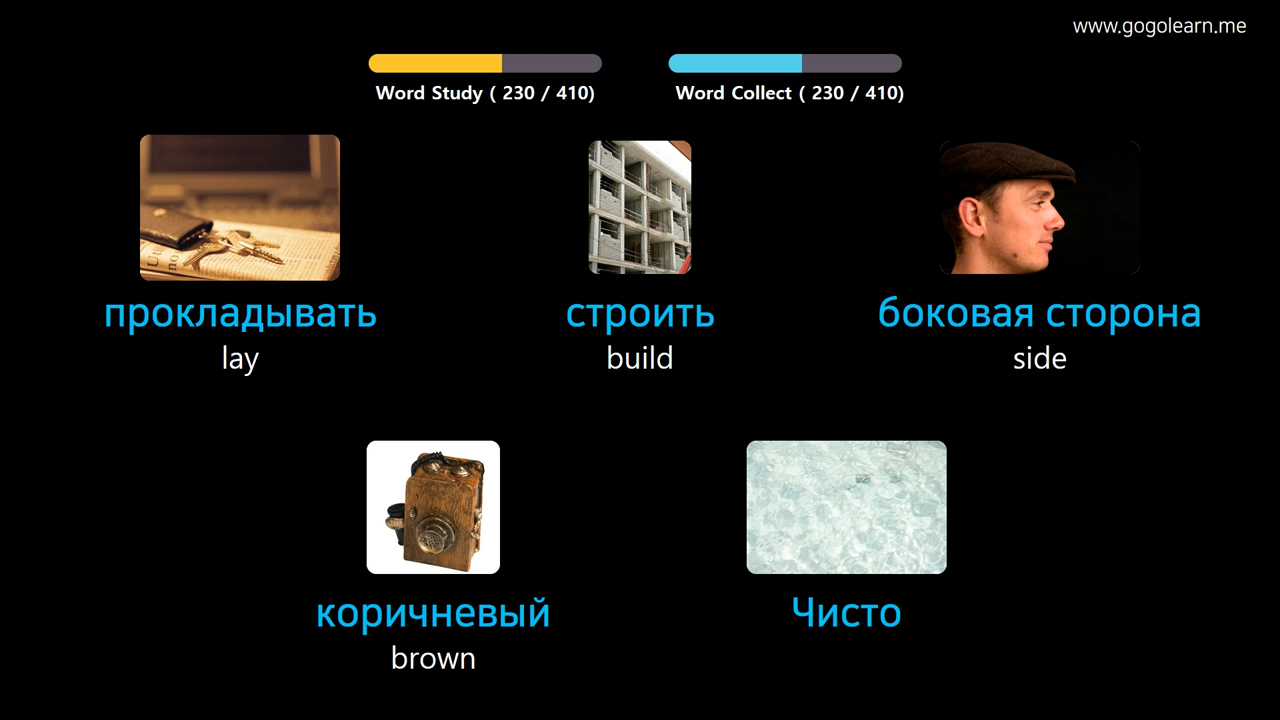 www.gogolearn.me
Word Study ( 230 / 410)
Word Collect ( 230 / 410)
прокладывать
lay
строить
build
боковая сторона
side
коричневый
brown
Чисто